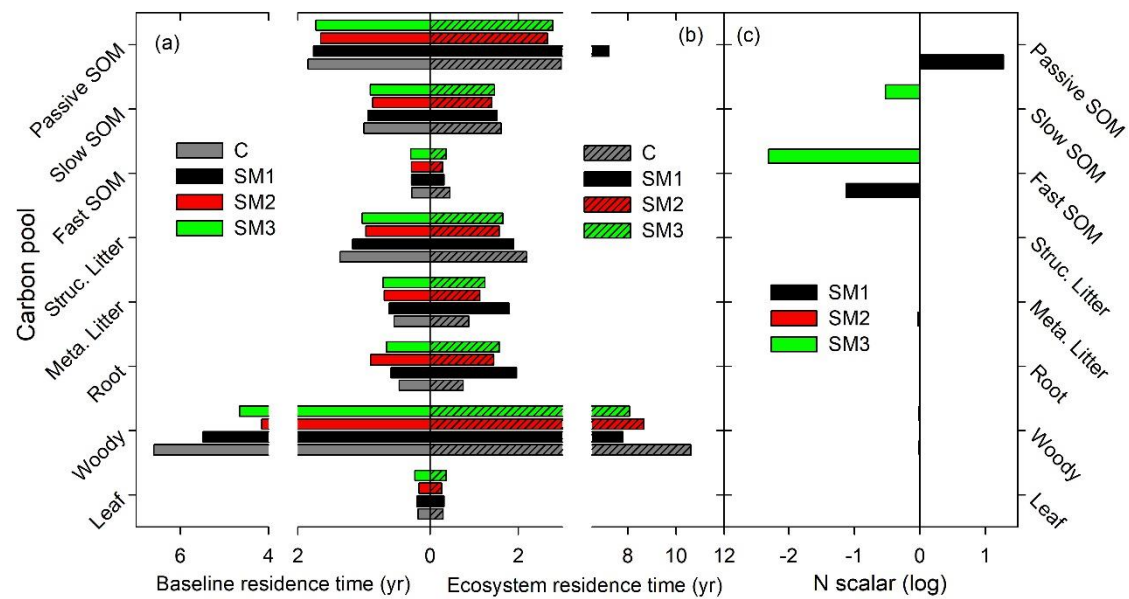 (a)
(b)
(c)
Carbon pool
Passive SOM
Slow SOM
Fast SOM
Struc. Litter
Meta. Litter
Root
Woody
Leaf
C
SM1
SM2
SM3
C
SM1
SM2
SM3
SM1
SM2
SM3
Passive SOM
Slow SOM
Fast SOM
Struc. Litter
Meta. Litter
Root
Woody
Leaf
6 4 2 0 2 8 10 12 -2 -1 0 1
Baseline residence time (yr) Ecosystem residence time (yr) N scalar (log)